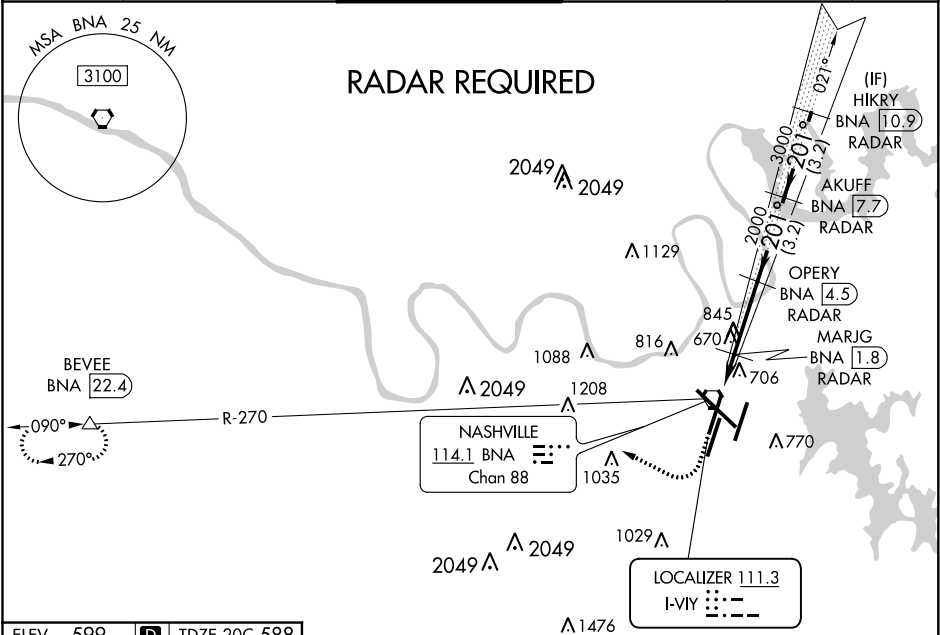 MSA BNA 25 NM
3100
RADAR REQUIRED
021°
(IF)
HIKRY
BNA 10.9
RADAR
3000
201°
(3.2)
2049
2049
AKUFF
BNA 7.7
RADAR
2000
201°
(3.2)
1129
OPERY
BNA 4.5
RADAR
845
670
816
1088
MARJG
BNA 1.8
RADAR
706
BEVEE
BNA 22.4
2049
1208
090°
R-270
270°
NASHVILLE
114.1 BNA
Chan 88
1035
770
1029
2049
2049
LOCALIZER 111.3
I-VIY
1476
ELEV 599 D TDZE 20C 588